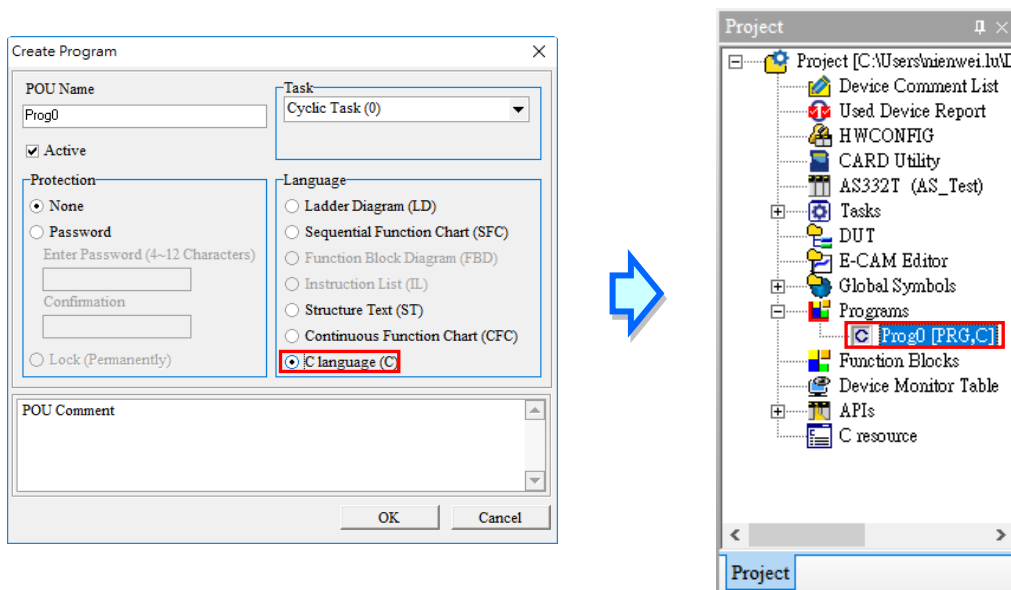 Create Program
POU Name
Prog0
Active
Task
Cyclic Task (0)
Protection
None
Password
Enter Password (4~12 Characters)
Confirmation
Lock (Permanently)
Language
Ladder Diagram (LD)
Sequential Function Chart (SFC)
Function Block Diagram (FBD)
Instruction List (IL)
Structure Text (ST)
Continuous Function Chart (CFC)
C language (C)
POU Comment
OK
Cancel
Project
Project [C:\Users\nienwei.lu\D
Device Comment List
Used Device Report
HWCONFIG
CARD Utility
AS332T (AS_Test)
Tasks
DUT
E-CAM Editor
Global Symbols
Programs
C Prog0 [PRG,C]
Function Blocks
Device Monitor Table
APIs
C resource
Project